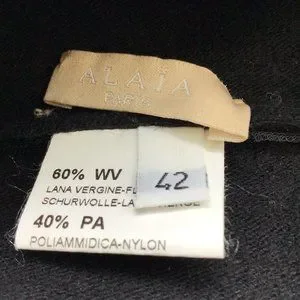 ALAÏA
PARIS
60% WV
LANA VERGINE-FL
SCHURWOLLE-LA
42
40% PA
POLIAMMIDICA-NYLON